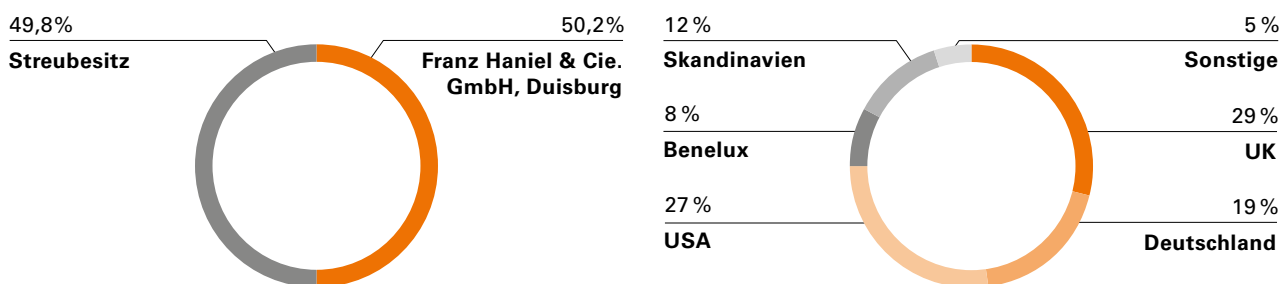 49,8%
Streubesitz
50,2%
Franz Haniel & Cie.
GmbH, Duisburg
12 %
Skandinavien
8 %
Benelux
27 %
USA
5 %
Sonstige
29 %
UK
19 %
Deutschland